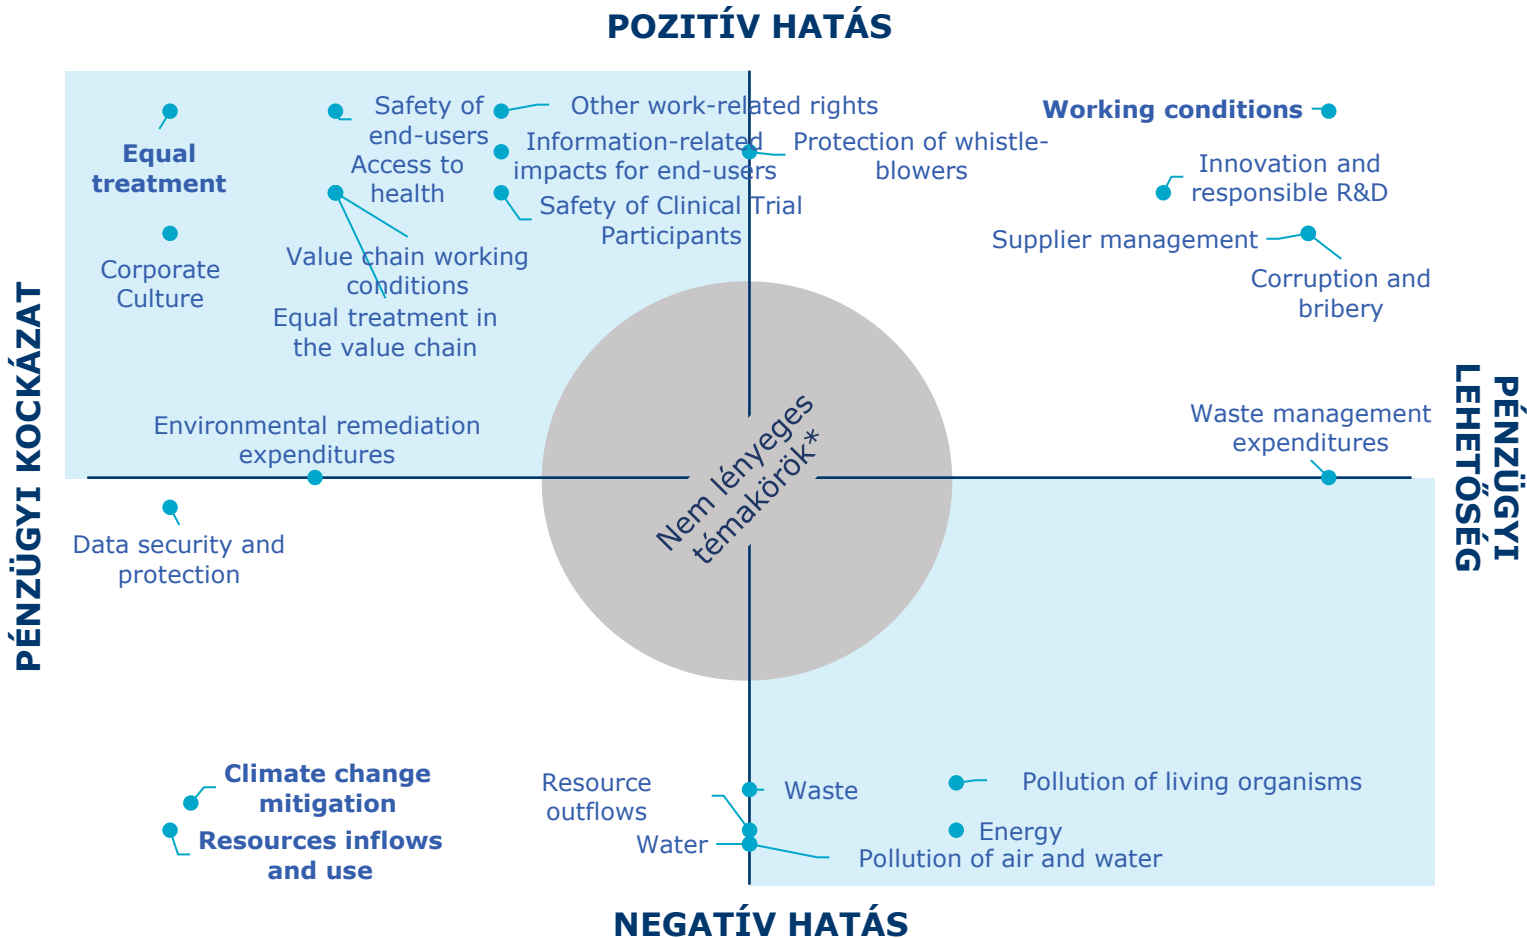 POZITÍV HATÁS
Equal
treatment
Safety of
end-users
Other work-related rights
Information-related
impacts for end-users
Access to
health
Safety of Clinical Trial
Participants
Protection of whistle-
blowers
Corporate
Culture
Value chain working
conditions
Equal treatment in
the value chain
Environmental remediation
expenditures
Working conditions
Innovation and
responsible R&D
Supplier management
Corruption and
bribery
Waste management
expenditures
PÉNZÜGYI KOCKÁZAT
Nem lényeges
témakörök*
PÉNZÜGYI
LEHETŐSÉG
Data security and
protection
Climate change
mitigation
Resources inflows
and use
Resource
outflows
Water
Waste
Pollution of living organisms
Energy
Pollution of air and water
NEGATÍV HATÁS